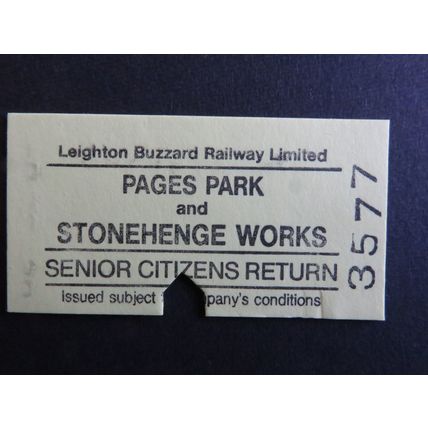 Leighton Buzzard Railway Limited
PAGES PARK
and
STONEHENGE WORKS
SENIOR CITIZENS RETURN
Issued subject pany's conditions
3577